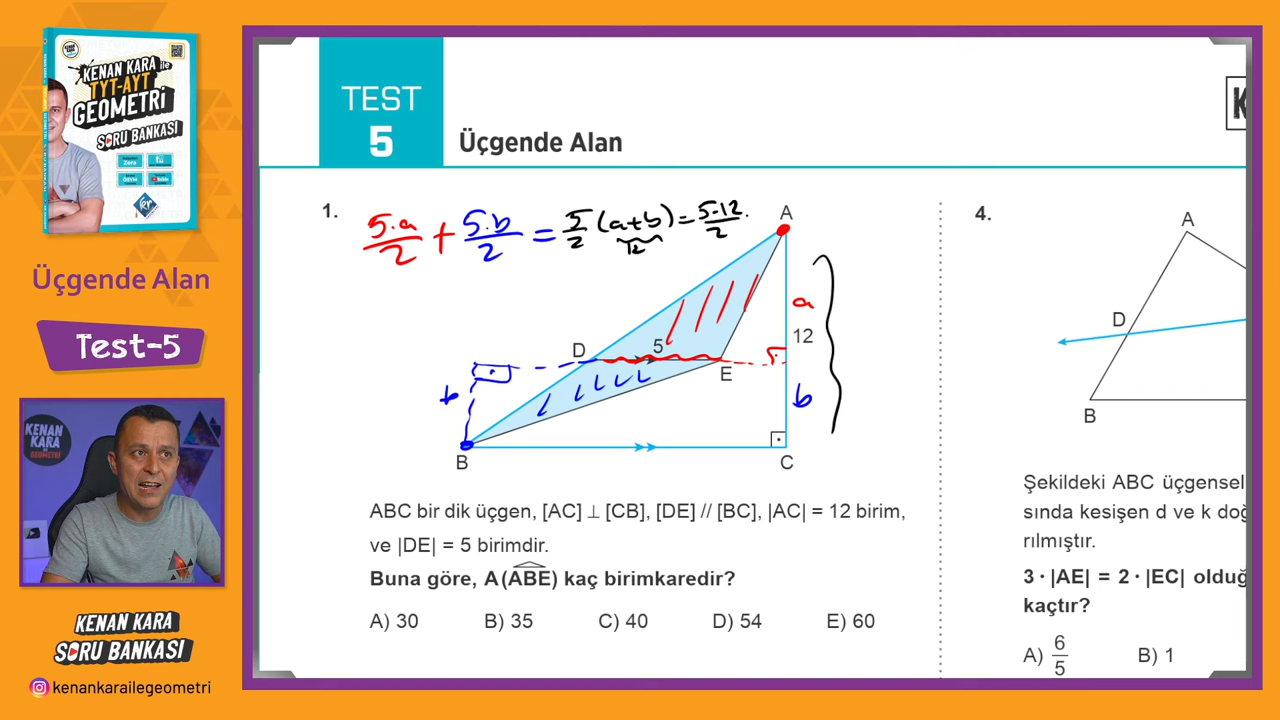 KENAN KARA ile
TYT-AYT
GEOMETRİ
SORU BANKASI
Üçgende Alan
Test-5
KENAN
KARA
GEOMETRİ
KENAN KARA
SORU BANKASI
kenankarailegeometri
TEST
5
Üçgende Alan
K
1.
5.a/2 + 5.b/2 = 5/2 (a+b) = 5.12/2
12
A
a
12
D
5
5
E
b
b
B
C
ABC bir dik üçgen, [AC] ⊥ [CB], [DE] // [BC], |AC| = 12 birim,
ve |DE| = 5 birimdir.
Buna göre, A(ABE) kaç birimkaredir?
A) 30 B) 35 C) 40 D) 54 E) 60
4.
A
D
B
Şekildeki ABC üçgensel
sında kesişen d ve k doğ
rılmıştır.
3 · |AE| = 2 · |EC| olduğ
kaçtır?
A) 6/5 B) 1